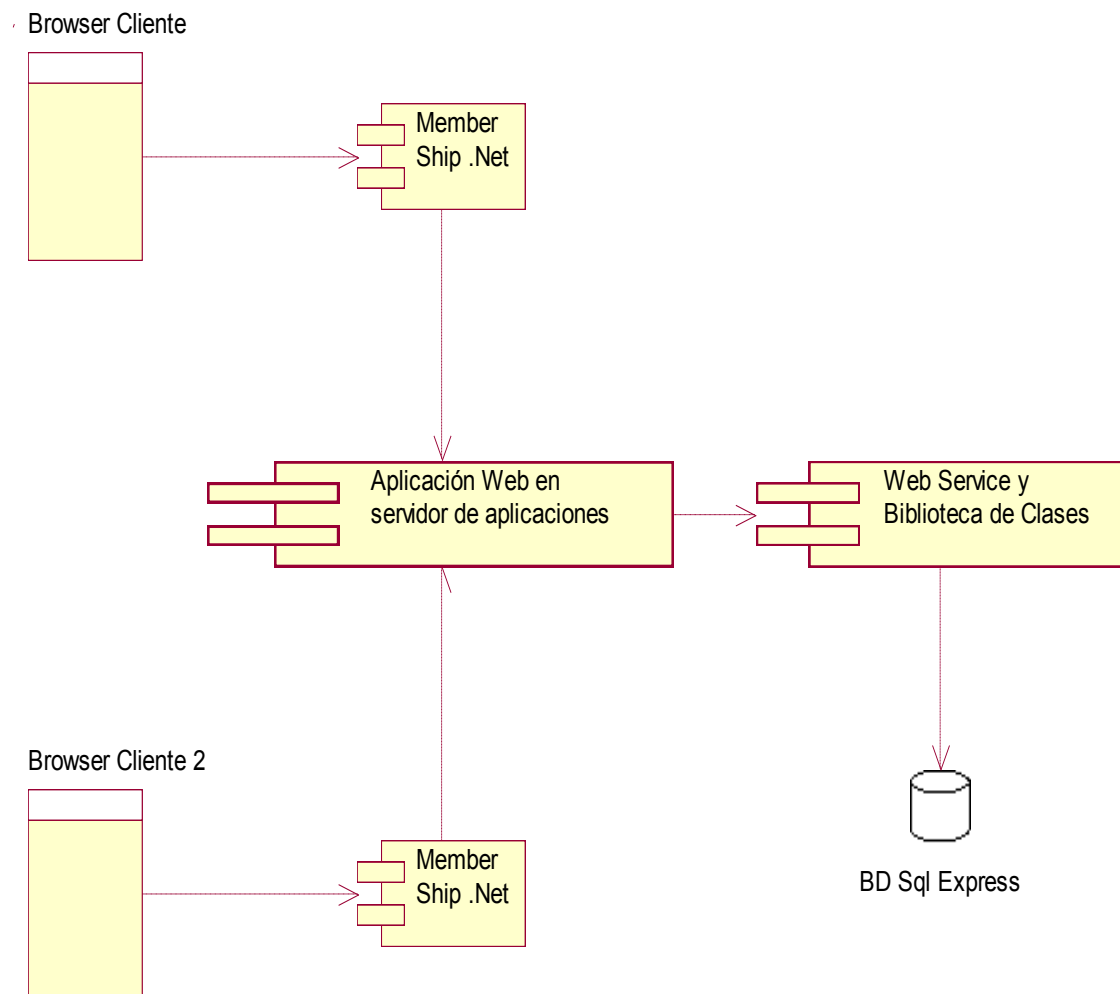 Browser Cliente
Member
Ship .Net
Aplicación Web en
servidor de aplicaciones
Web Service y
Biblioteca de Clases
Browser Cliente 2
Member
Ship .Net
BD Sql Express